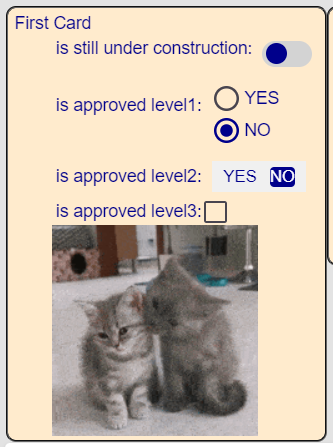 First Card
is still under construction:
is approved level1:
YES
NO
is approved level2: YES NO
is approved level3: